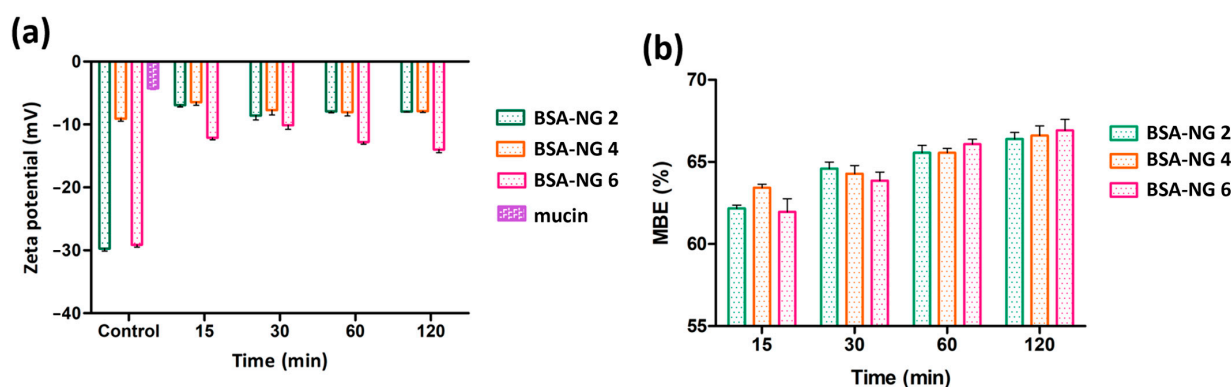 (a)
Zeta potential (mV)
0
−10
−20
−30
−40
Control 15 30 60 120
Time (min)
BSA-NG 2
BSA-NG 4
BSA-NG 6
mucin
(b)
MBE (%)
70
65
60
55
15 30 60 120
Time (min)
BSA-NG 2
BSA-NG 4
BSA-NG 6